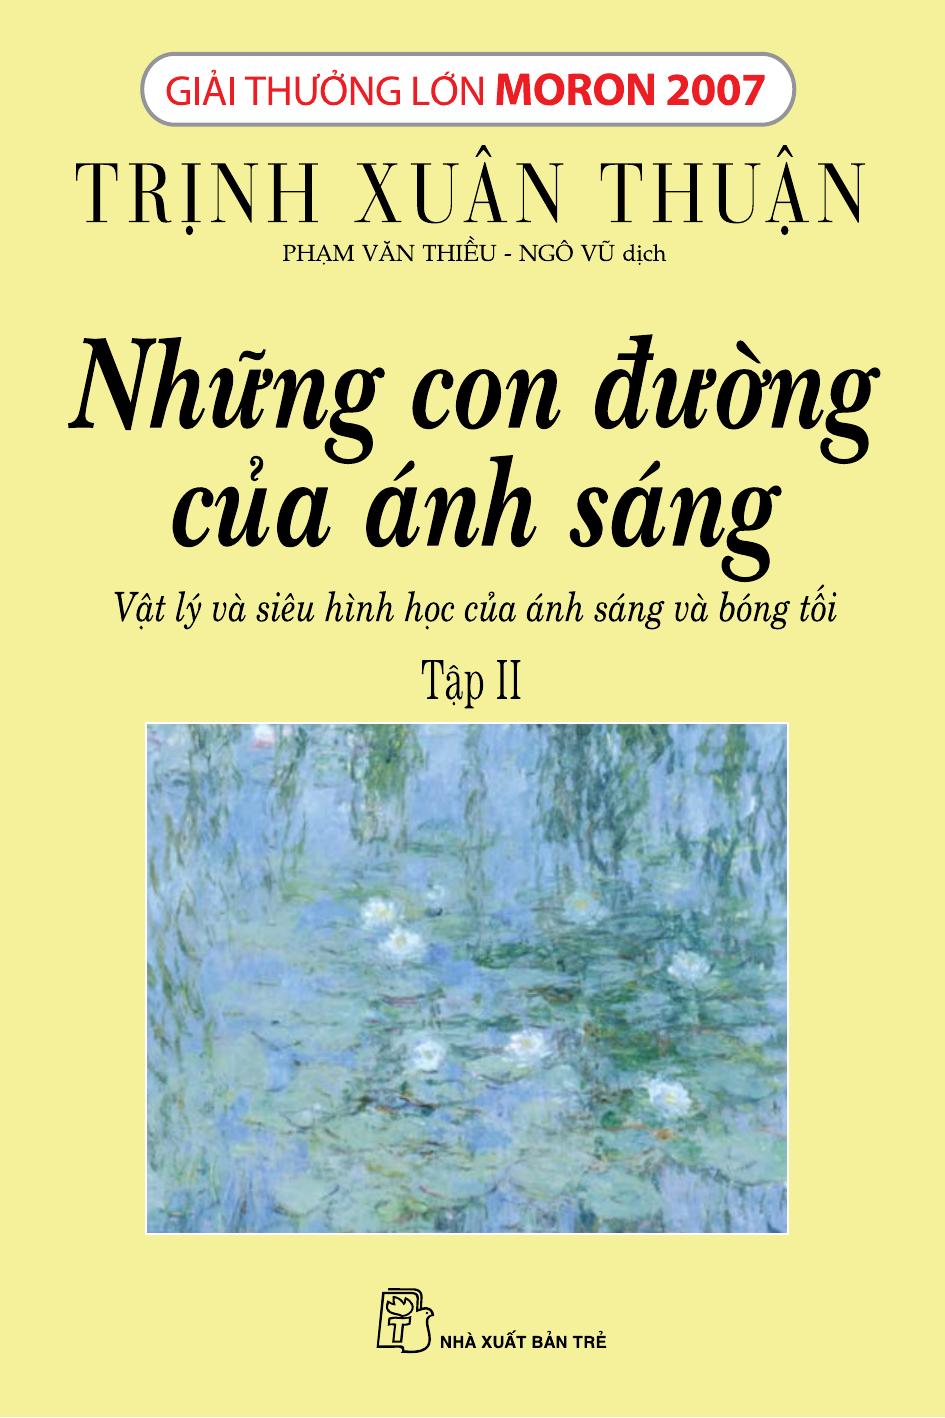 GIẢI THƯỞNG LỚN MORON 2007
TRỊNH XUÂN THUẬN
PHẠM VĂN THIỀU - NGÔ VŨ dịch
Những con đường
của ánh sáng
Vật lý và siêu hình học của ánh sáng và bóng tối
Tập II
T
NHÀ XUẤT BẢN TRẺ